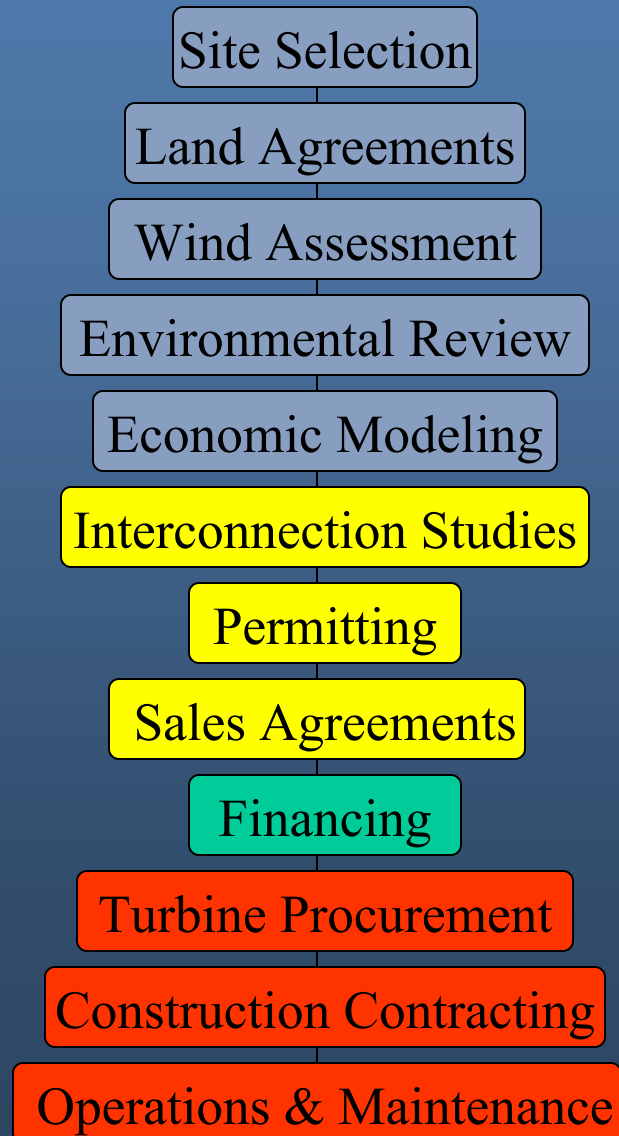 Site Selection
Land Agreements
Wind Assessment
Environmental Review
Economic Modeling
Interconnection Studies
Permitting
Sales Agreements
Financing
Turbine Procurement
Construction Contracting
Operations & Maintenance